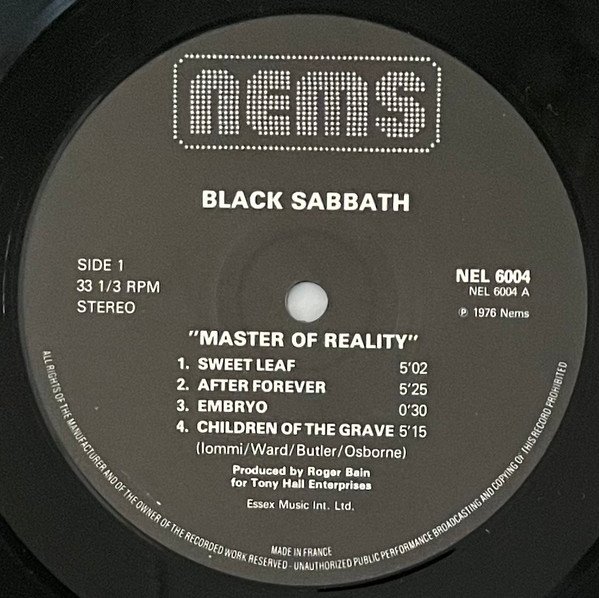 nems
BLACK SABBATH
SIDE 1
33 1/3 RPM
STEREO
NEL 6004
NEL 6004 A
℗ 1976 Nems
"MASTER OF REALITY"
1. SWEET LEAF 5'02
2. AFTER FOREVER 5'25
3. EMBRYO 0'30
4. CHILDREN OF THE GRAVE 5'15
(Iommi/Ward/Butler/Osborne)
Produced by Roger Bain
for Tony Hall Enterprises
Essex Music Int. Ltd.
MADE IN FRANCE
ALL RIGHTS OF THE MANUFACTURER AND OF THE OWNER OF THE RECORDED WORK RESERVED - UNAUTHORIZED PUBLIC PERFORMANCE BROADCASTING AND COPYING OF THIS RECORD PROHIBITED